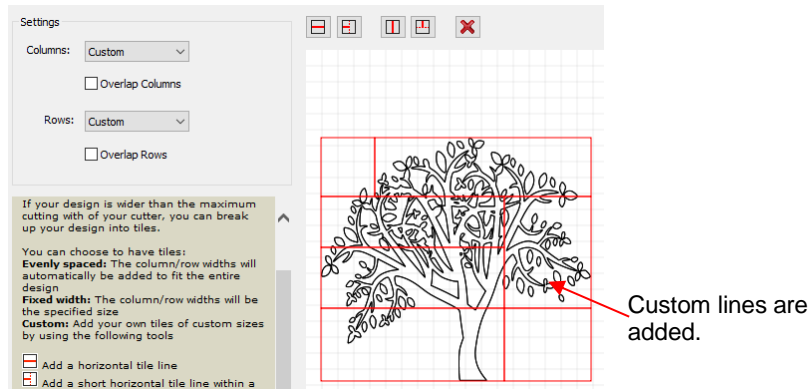 Settings
Columns: Custom
Overlap Columns
Rows: Custom
Overlap Rows
If your design is wider than the maximum
cutting with of your cutter, you can break
up your design into tiles.
You can choose to have tiles:
Evenly spaced: The column/row widths will
automatically be added to fit the entire
design
Fixed width: The column/row widths will be
the specified size
Custom: Add your own tiles of custom sizes
by using the following tools
Add a horizontal tile line
Add a short horizontal tile line within a
Custom lines are
added.